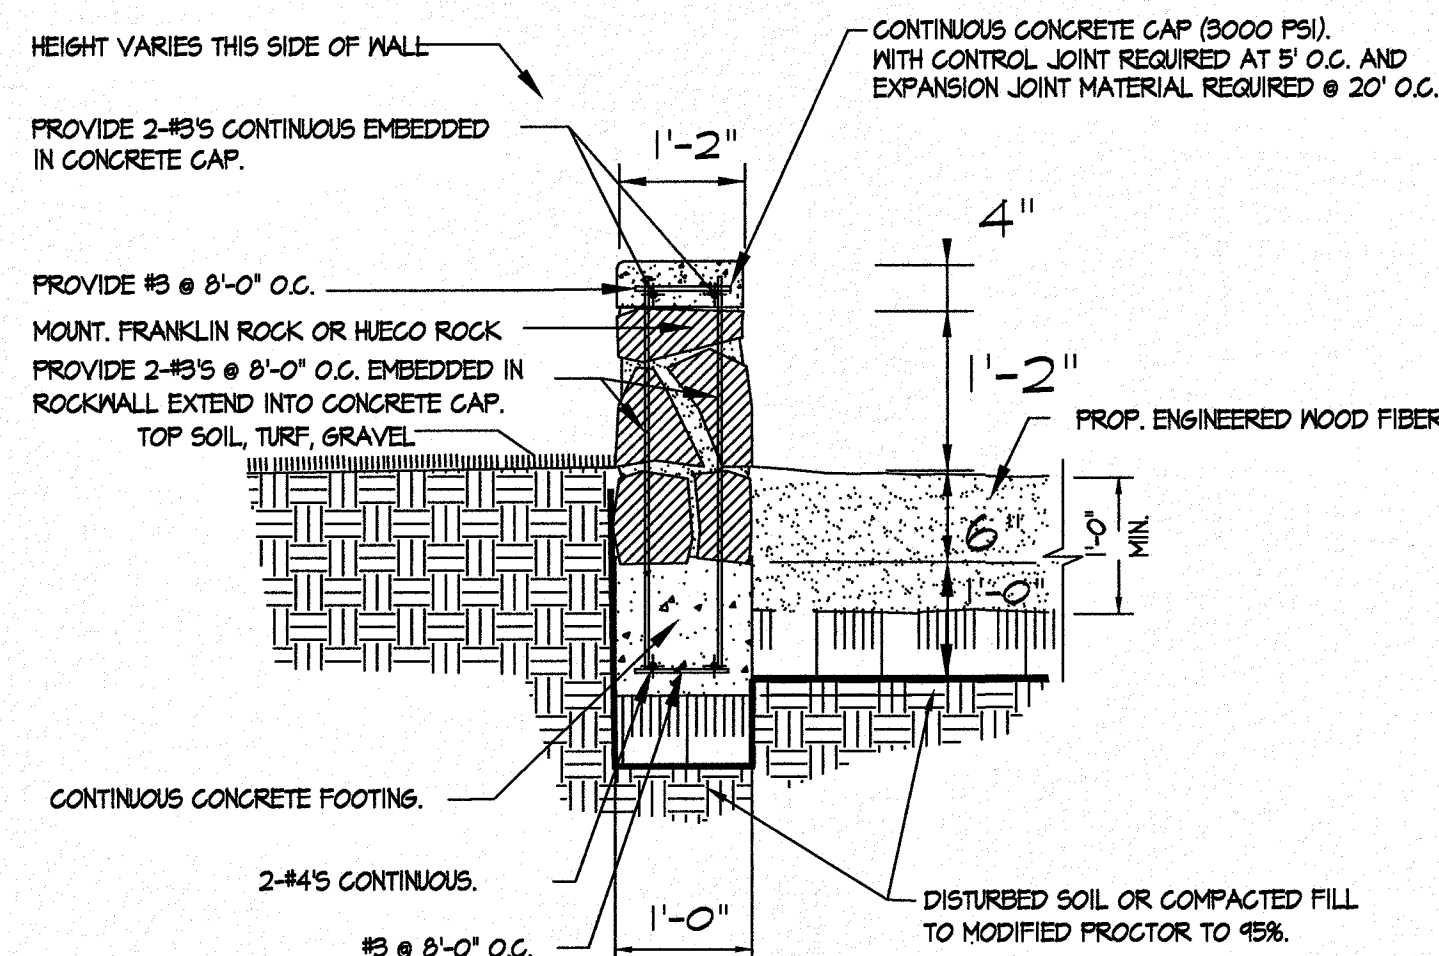 HEIGHT VARIES THIS SIDE OF WALL
CONTINUOUS CONCRETE CAP (3000 PSI).
WITH CONTROL JOINT REQUIRED AT 5' O.C. AND
EXPANSION JOINT MATERIAL REQUIRED @ 20' O.C.
PROVIDE 2-#3'S CONTINUOUS EMBEDDED
IN CONCRETE CAP.
1'-2"
4"
PROVIDE #3 @ 8'-0" O.C.
MOUNT. FRANKLIN ROCK OR HUECO ROCK
PROVIDE 2-#3'S @ 8'-0" O.C. EMBEDDED IN
ROCKWALL EXTEND INTO CONCRETE CAP.
1'-2"
TOP SOIL, TURF, GRAVEL
PROP. ENGINEERED WOOD FIBER
6"
1'-0"
MIN.
1'-0"
CONTINUOUS CONCRETE FOOTING.
2-#4'S CONTINUOUS.
1'-0"
#3 @ 8'-0" O.C.
DISTURBED SOIL OR COMPACTED FILL
TO MODIFIED PROCTOR TO 95%.